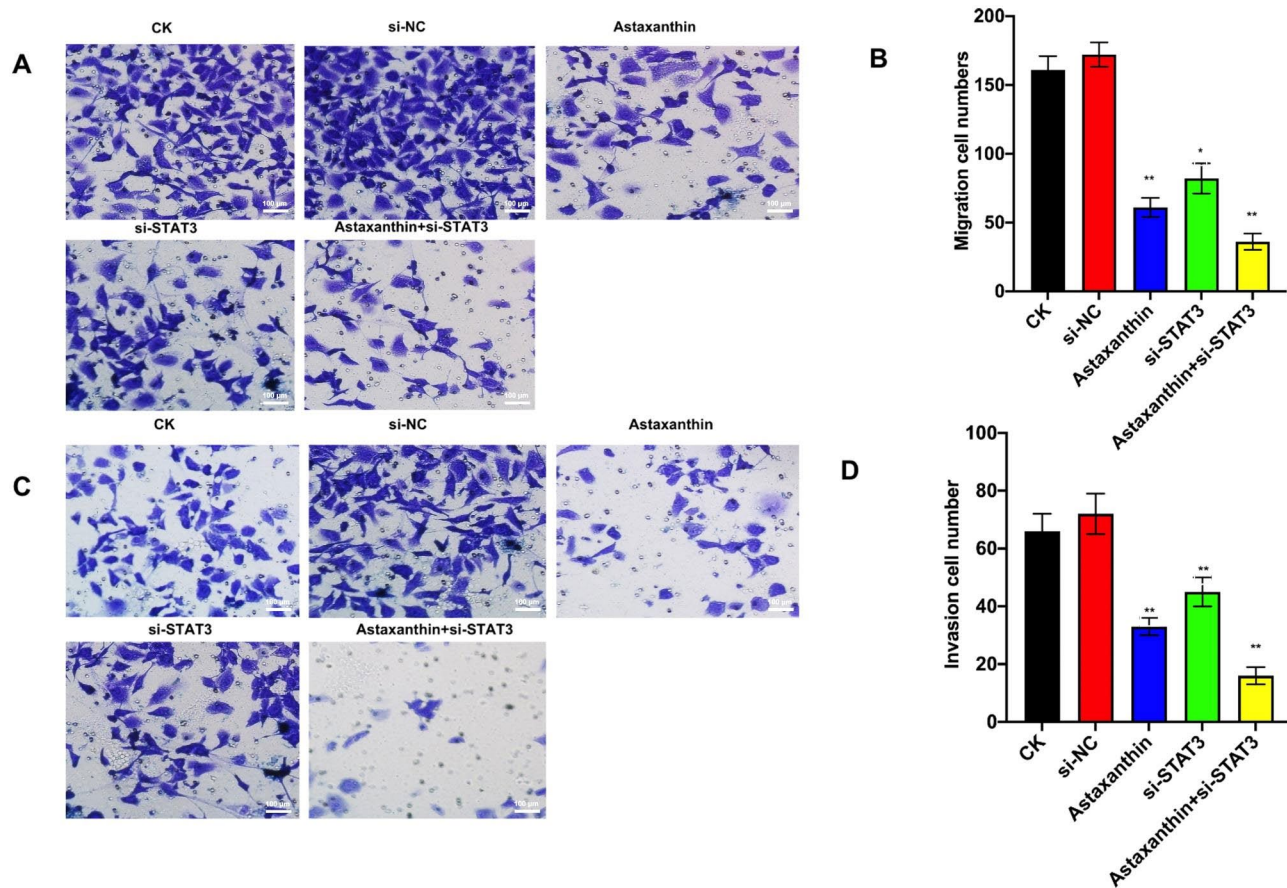 A
CK
si-NC
Astaxanthin
100 µm
100 µm
100 µm
si-STAT3
Astaxanthin+si-STAT3
100 µm
100 µm
B
Migration cell numbers
200
150
100
50
0
**
*
**
CK
si-NC
Astaxanthin
si-STAT3
Astaxanthin+si-STAT3
C
CK
si-NC
Astaxanthin
100 µm
100 µm
100 µm
si-STAT3
Astaxanthin+si-STAT3
100 µm
100 µm
D
Invasion cell number
100
80
60
40
20
0
**
**
**
CK
si-NC
Astaxanthin
si-STAT3
Astaxanthin+si-STAT3